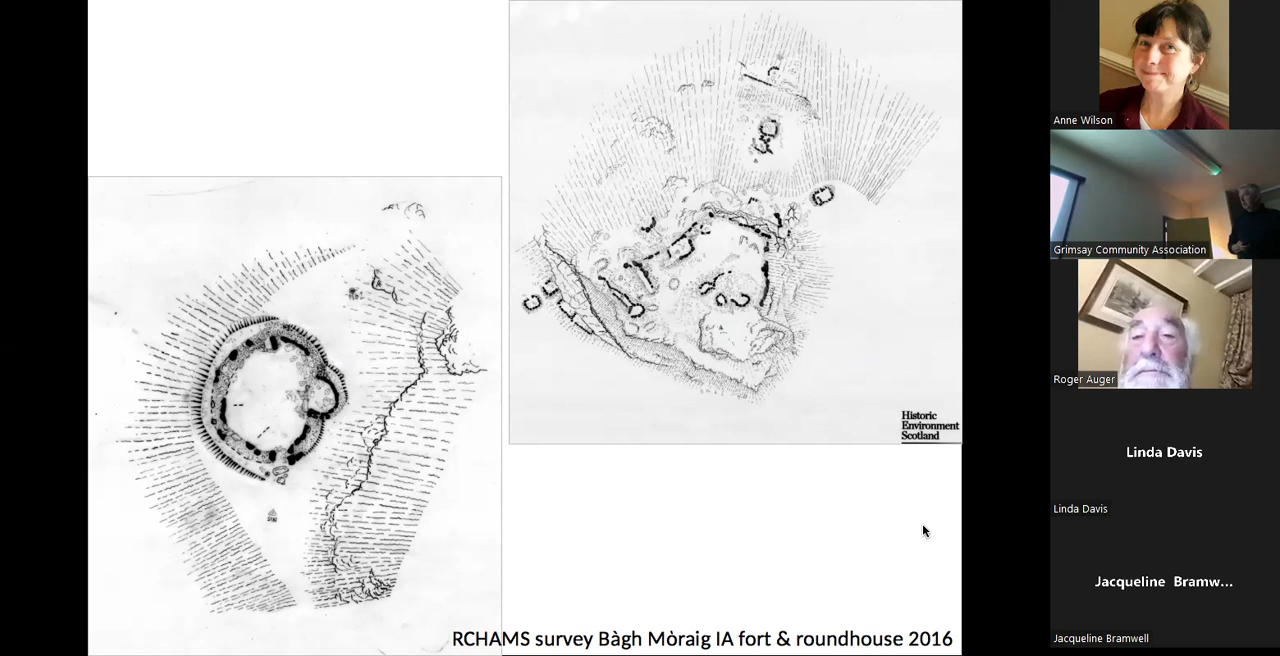 Historic
Environment
Scotland
RCHAMS survey Bàgh Mòraig IA fort & roundhouse 2016
Anne Wilson
Grimsay Community Association
Roger Auger
Linda Davis
Linda Davis
Jacqueline Bramw...
Jacqueline Bramwell